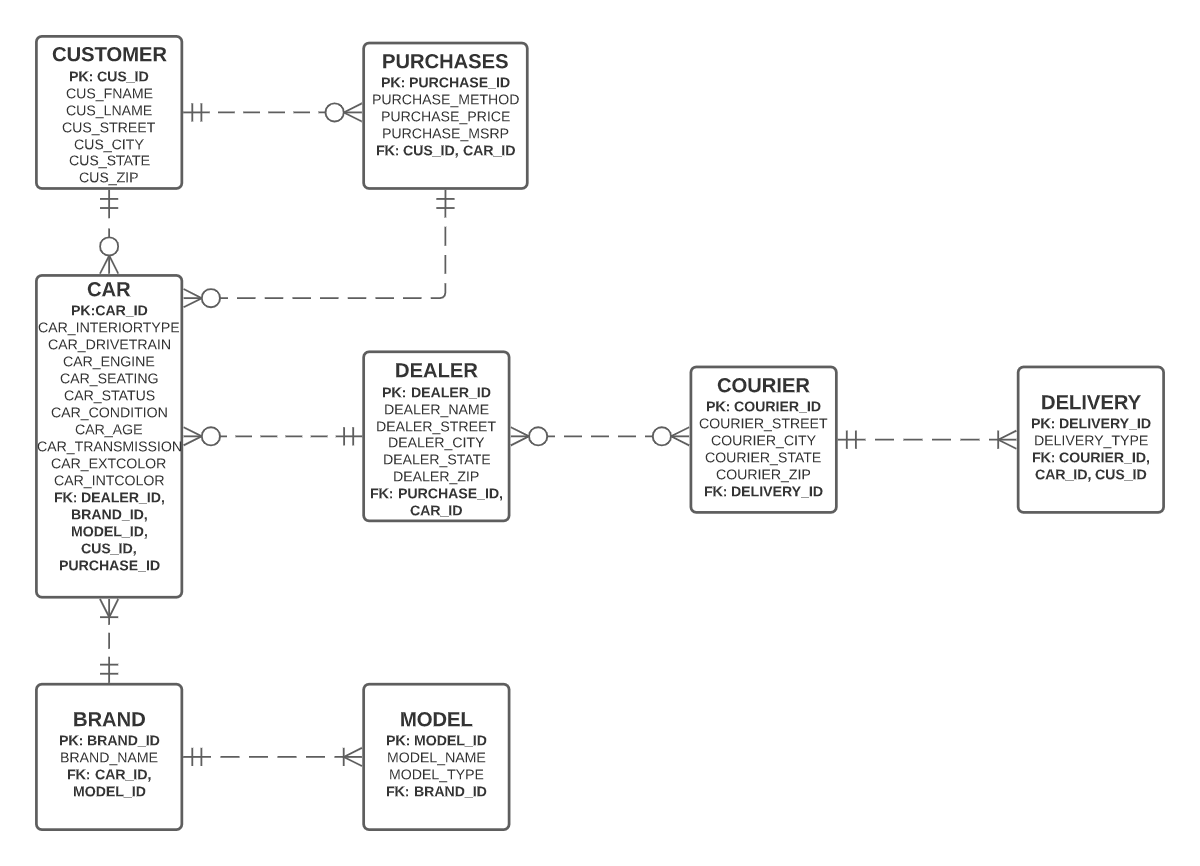 CUSTOMER
PK: CUS_ID
CUS_FNAME
CUS_LNAME
CUS_STREET
CUS_CITY
CUS_STATE
CUS_ZIP
PURCHASES
PK: PURCHASE_ID
PURCHASE_METHOD
PURCHASE_PRICE
PURCHASE_MSRP
FK: CUS_ID, CAR_ID
CAR
PK:CAR_ID
CAR_INTERIORTYPE
CAR_DRIVETRAIN
CAR_ENGINE
CAR_SEATING
CAR_STATUS
CAR_CONDITION
CAR_AGE
CAR_TRANSMISSION
CAR_EXTCOLOR
CAR_INTCOLOR
FK: DEALER_ID,
BRAND_ID,
MODEL_ID,
CUS_ID,
PURCHASE_ID
DEALER
PK: DEALER_ID
DEALER_NAME
DEALER_STREET
DEALER_CITY
DEALER_STATE
DEALER_ZIP
FK: PURCHASE_ID,
CAR_ID
COURIER
PK: COURIER_ID
COURIER_STREET
COURIER_CITY
COURIER_STATE
COURIER_ZIP
FK: DELIVERY_ID
DELIVERY
PK: DELIVERY_ID
DELIVERY_TYPE
FK: COURIER_ID,
CAR_ID, CUS_ID
BRAND
PK: BRAND_ID
BRAND_NAME
FK: CAR_ID,
MODEL_ID
MODEL
PK: MODEL_ID
MODEL_NAME
MODEL_TYPE
FK: BRAND_ID